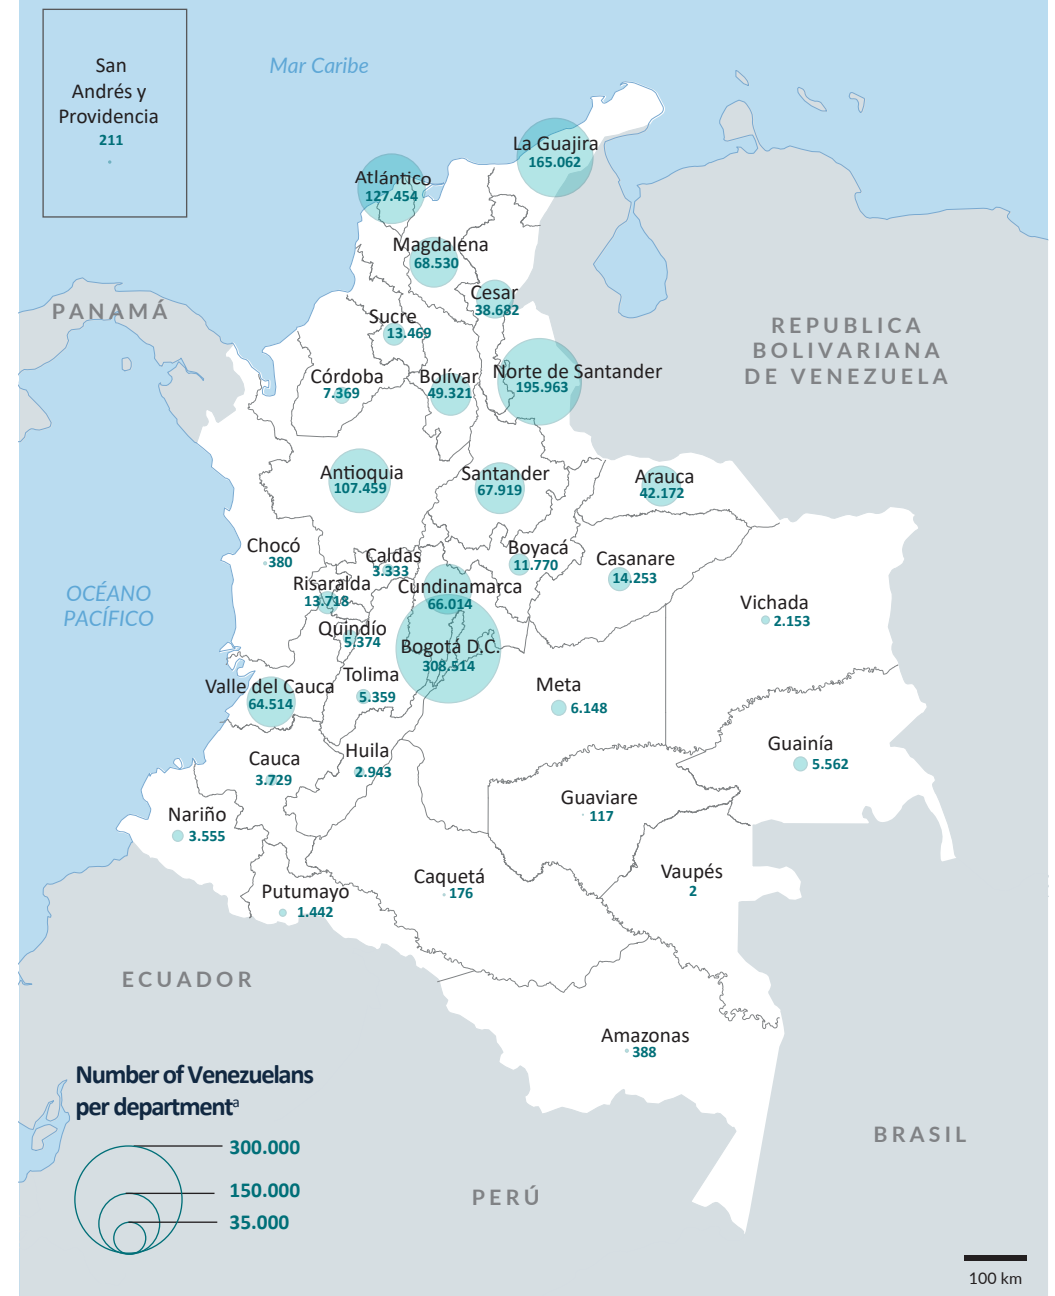 San
Andrés y
Providencia
211
Mar Caribe
La Guajira
165.062
Atlántico
127.454
Magdalena
68.530
Cesar
38.682
PANAMÁ
Sucre
13.469
REPUBLICA
BOLIVARIANA
DE VENEZUELA
Córdoba
7.369
Bolívar
49.321
Norte de Santander
195.963
Antioquia
107.459
Santander
67.919
Arauca
42.172
Chocó
380
Caldas
3.333
Boyacá
11.770
Casanare
14.253
Risaralda
13.718
Cundinamarca
66.014
OCÉANO
PACÍFICO
Vichada
2.153
Quindío
5.374
Bogotá D.C.
308.514
Valle del Cauca
64.514
Tolima
5.359
Meta
6.148
Guainía
5.562
Cauca
3.729
Huila
2.943
Guaviare
117
Nariño
3.555
Caquetá
176
Vaupés
2
Putumayo
1.442
ECUADOR
Amazonas
388
Number of Venezuelans
per departmentᵃ
300.000
150.000
35.000
BRASIL
PERÚ
100 km